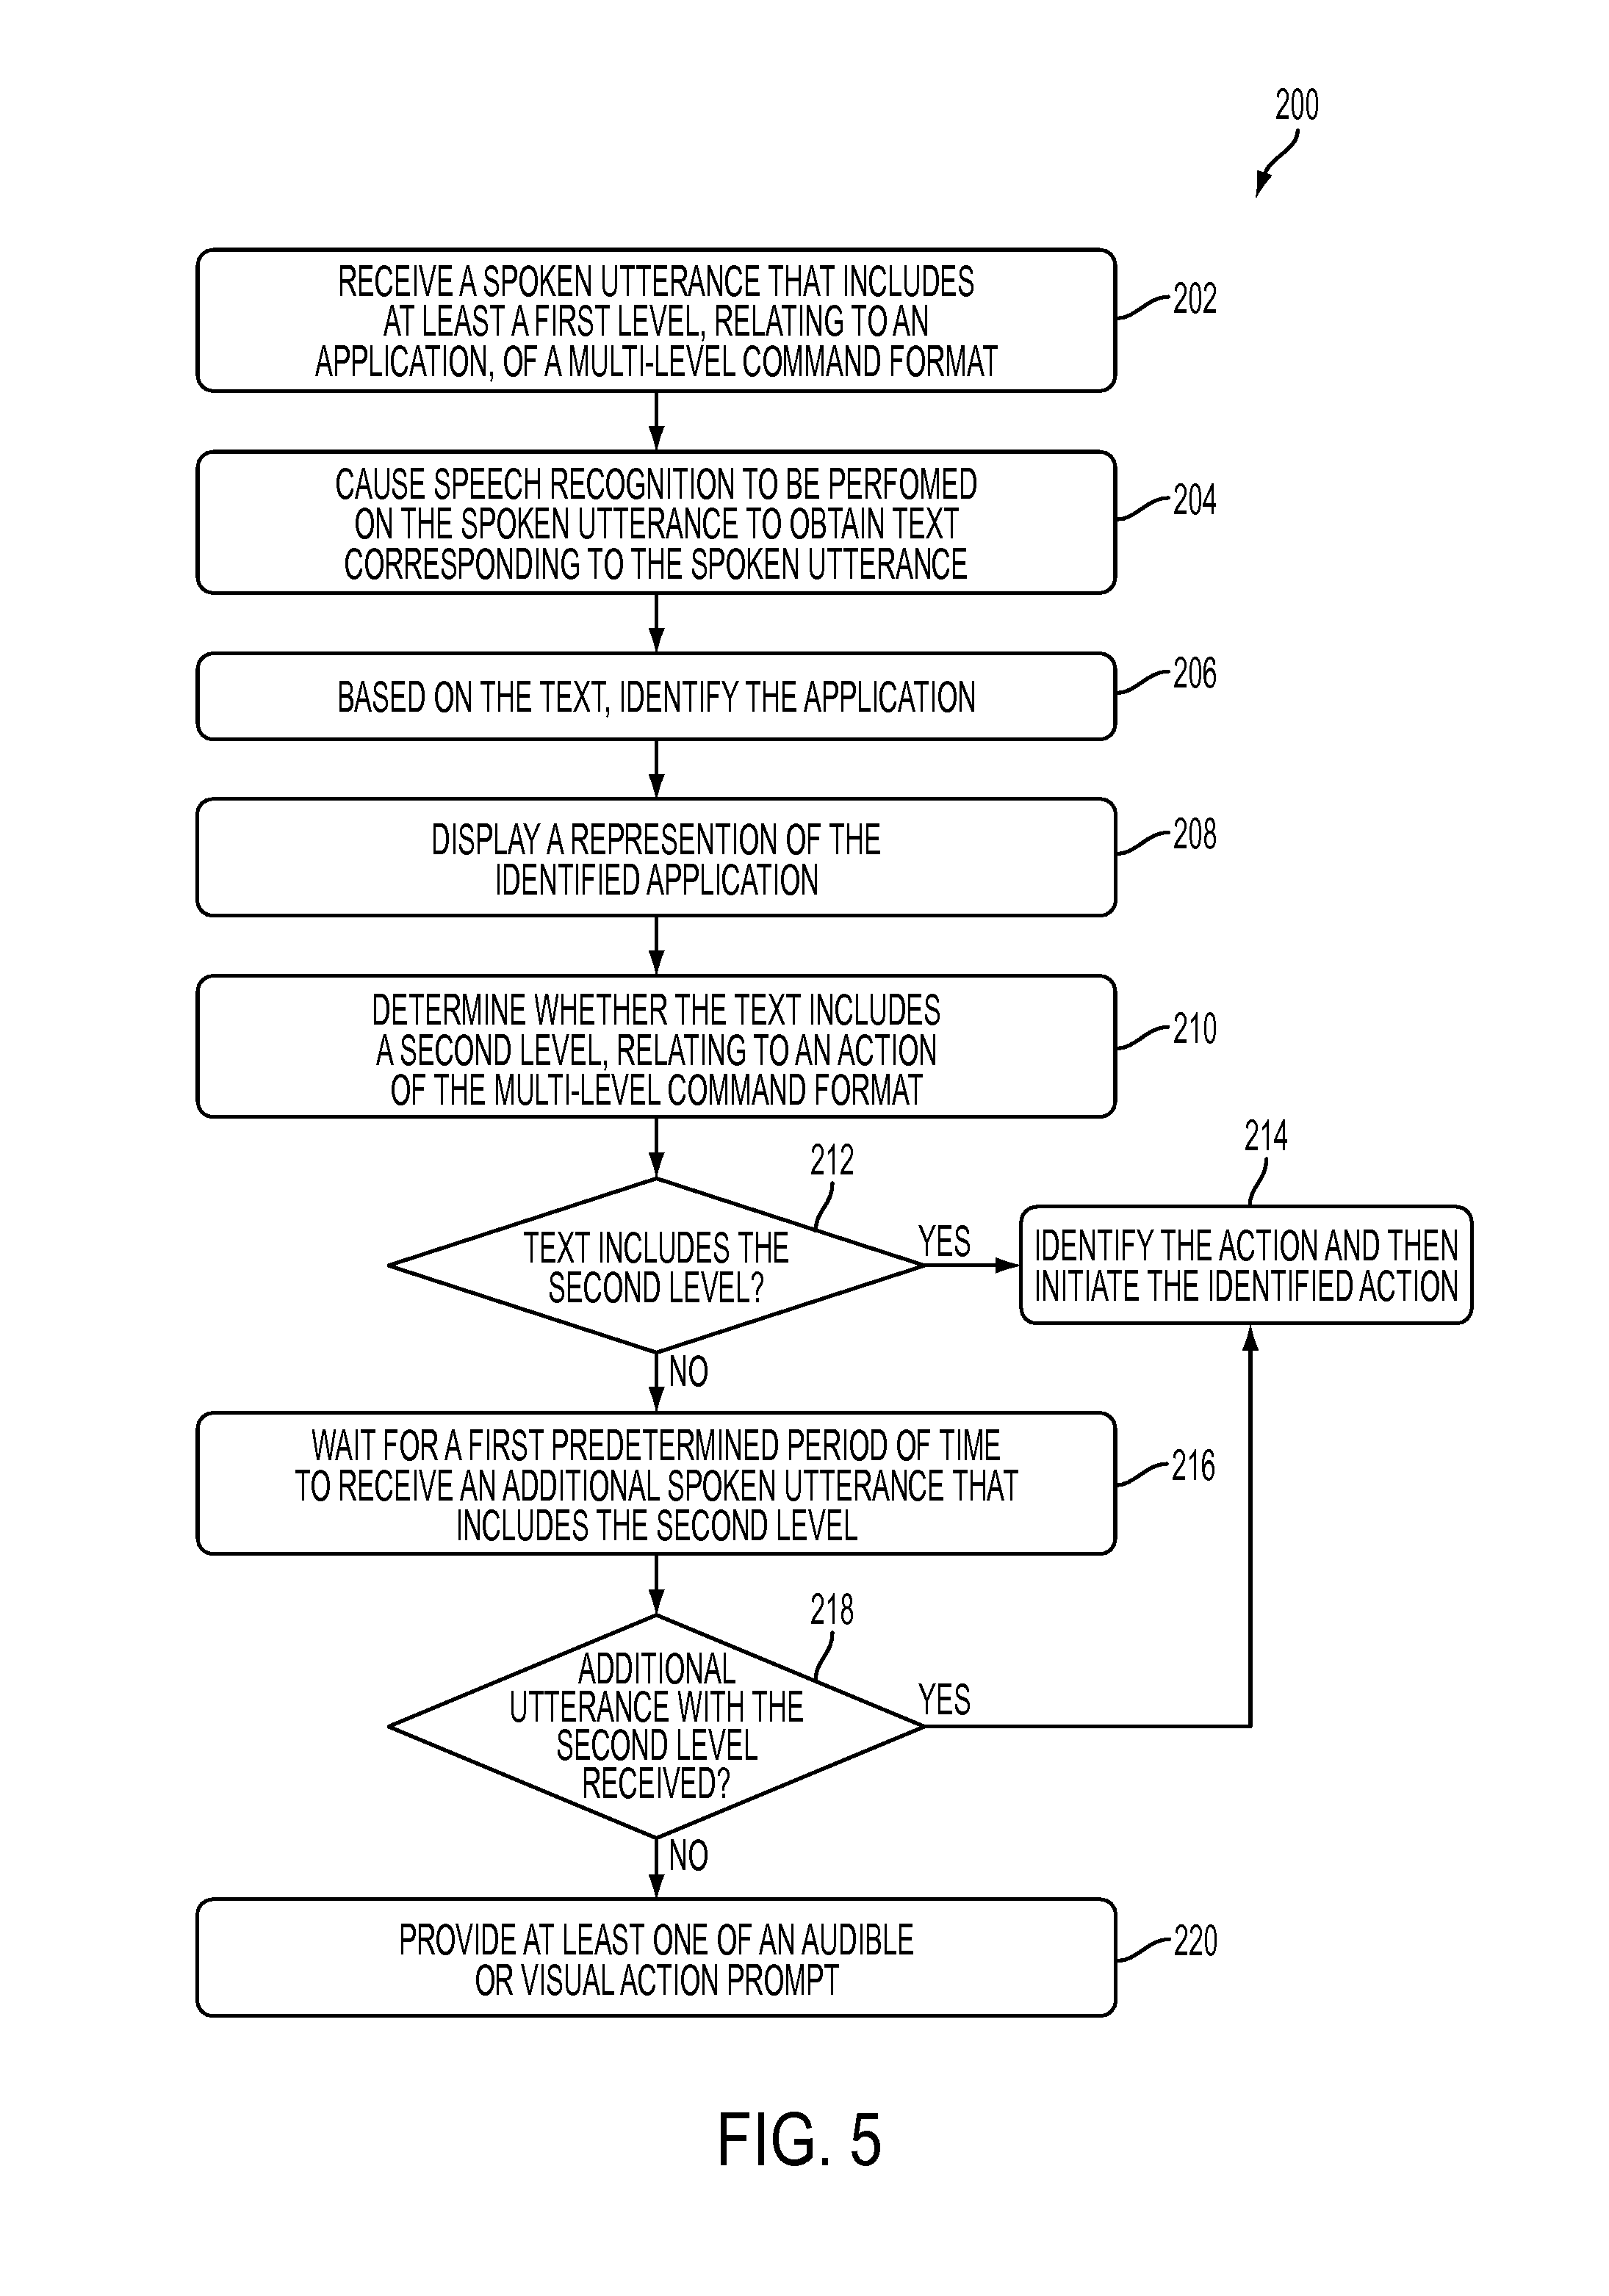 200
RECEIVE A SPOKEN UTTERANCE THAT INCLUDES
AT LEAST A FIRST LEVEL, RELATING TO AN
APPLICATION, OF A MULTI-LEVEL COMMAND FORMAT
202
CAUSE SPEECH RECOGNITION TO BE PERFOMED
ON THE SPOKEN UTTERANCE TO OBTAIN TEXT
CORRESPONDING TO THE SPOKEN UTTERANCE
204
BASED ON THE TEXT, IDENTIFY THE APPLICATION
206
DISPLAY A REPRESENTION OF THE
IDENTIFIED APPLICATION
208
DETERMINE WHETHER THE TEXT INCLUDES
A SECOND LEVEL, RELATING TO AN ACTION
OF THE MULTI-LEVEL COMMAND FORMAT
210
212
TEXT INCLUDES THE
SECOND LEVEL?
YES
214
IDENTIFY THE ACTION AND THEN
INITIATE THE IDENTIFIED ACTION
NO
WAIT FOR A FIRST PREDETERMINED PERIOD OF TIME
TO RECEIVE AN ADDITIONAL SPOKEN UTTERANCE THAT
INCLUDES THE SECOND LEVEL
216
218
ADDITIONAL
UTTERANCE WITH THE
SECOND LEVEL
RECEIVED?
YES
NO
PROVIDE AT LEAST ONE OF AN AUDIBLE
OR VISUAL ACTION PROMPT
220
FIG. 5